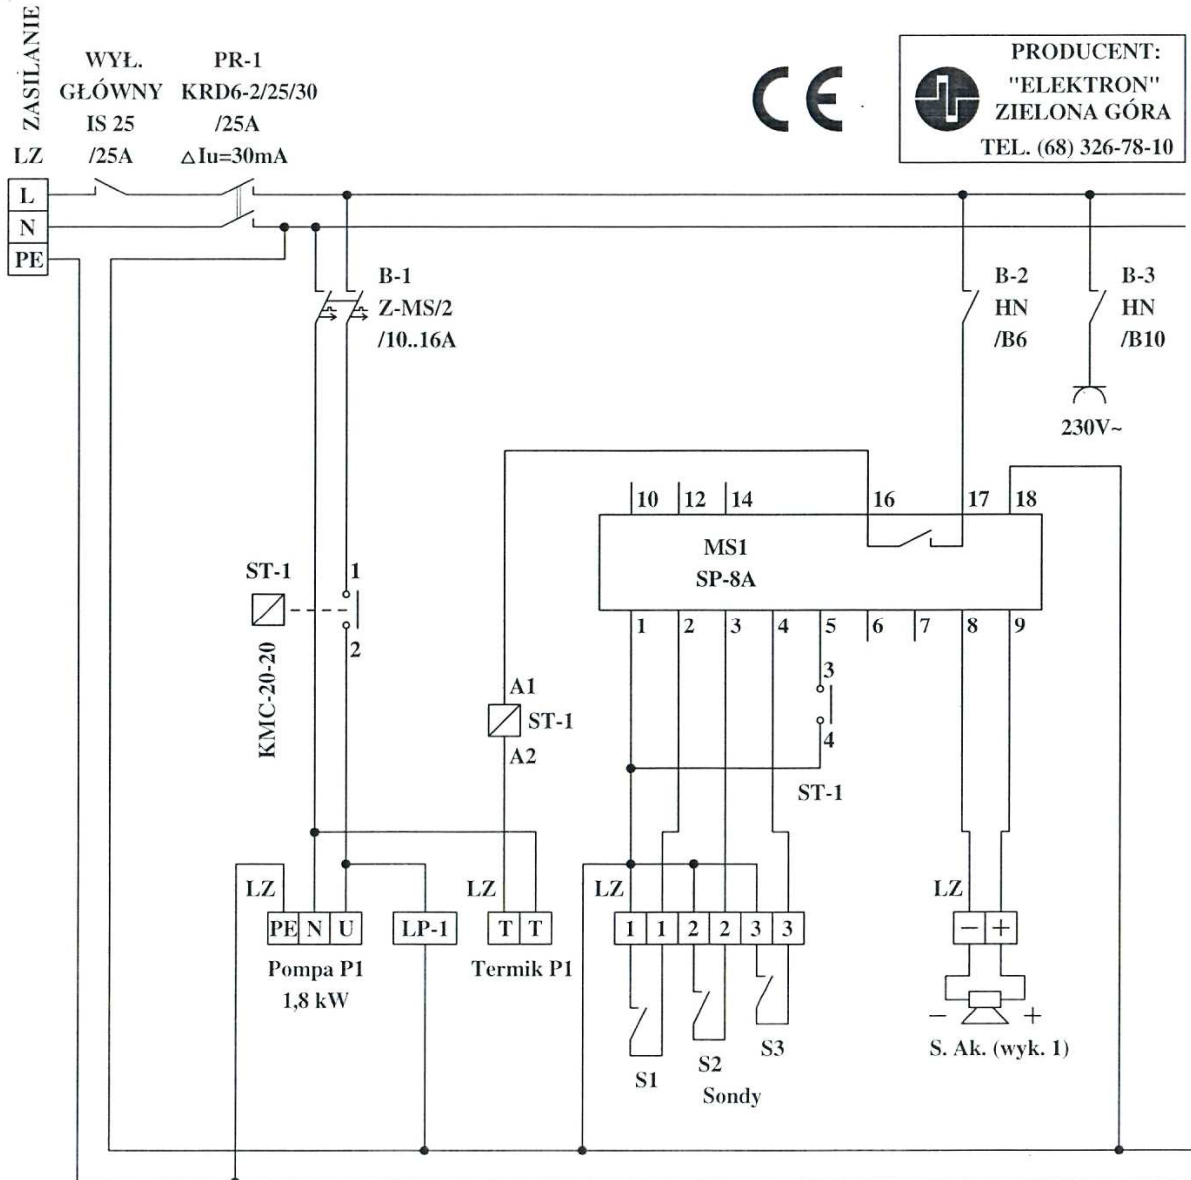 ZASILANIE
LZ
WYŁ.
GŁÓWNY
IS 25
/25A
PR-1
KRD6-2/25/30
/25A
△Iu=30mA
CE
PRODUCENT:
"ELEKTRON"
ZIELONA GÓRA
TEL. (68) 326-78-10
L
N
PE
B-1
Z-MS/2
/10..16A
B-2
HN
/B6
B-3
HN
/B10
230V~
10 12 14 16 17 18
MS1
SP-8A
1 2 3 4 5 6 7 8 9
ST-1
1
2
KMC-20-20
A1
ST-1
A2
3
4
ST-1
LZ
PE N U
LP-1
Pompa P1
1,8 kW
LZ
T T
Termik P1
LZ
1 1 2 2 3 3
S1
S2
S3
Sondy
LZ
− +
− +
S. Ak. (wyk. 1)